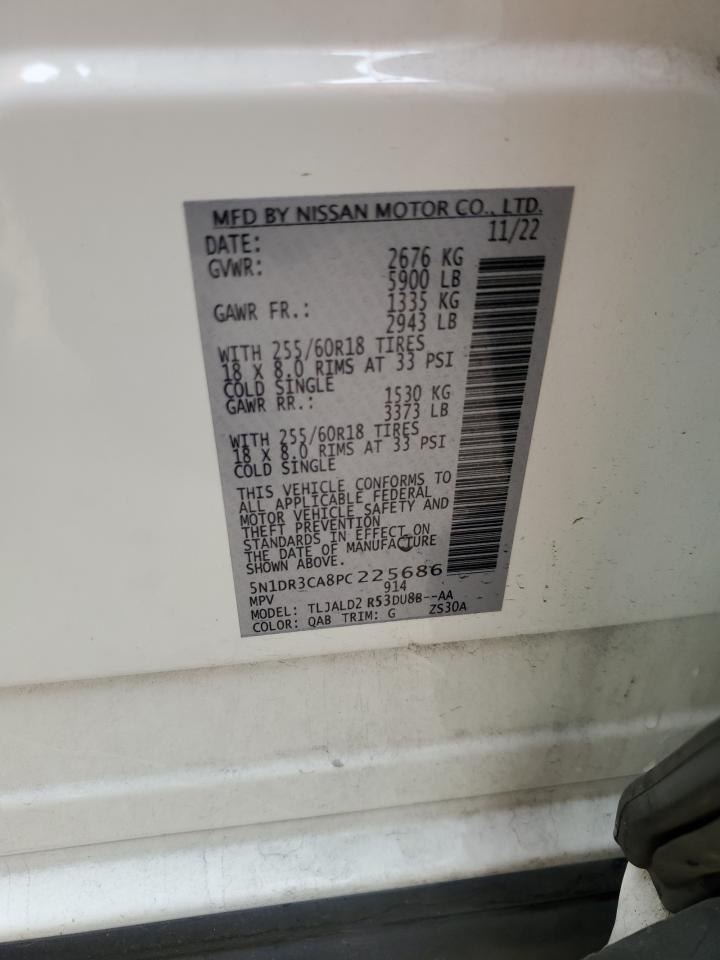 MFD BY NISSAN MOTOR CO., LTD.
DATE: 11/22
GVWR: 2676 KG
5900 LB
GAWR FR.: 1335 KG
2943 LB
WITH 255/60R18 TIRES
18 X 8.0 RIMS AT 33 PSI
COLD SINGLE
GAWR RR.: 1530 KG
3373 LB
WITH 255/60R18 TIRES
18 X 8.0 RIMS AT 33 PSI
COLD SINGLE
THIS VEHICLE CONFORMS TO
ALL APPLICABLE FEDERAL
MOTOR VEHICLE SAFETY AND
THEFT PREVENTION
STANDARDS IN EFFECT ON
THE DATE OF MANUFACTURE
SHOWN ABOVE.
5N1DR3CA8PC225686
MPV 914
MODEL: TLJALD2 R53DU8B--AA
COLOR: QAB TRIM: G ZS30A